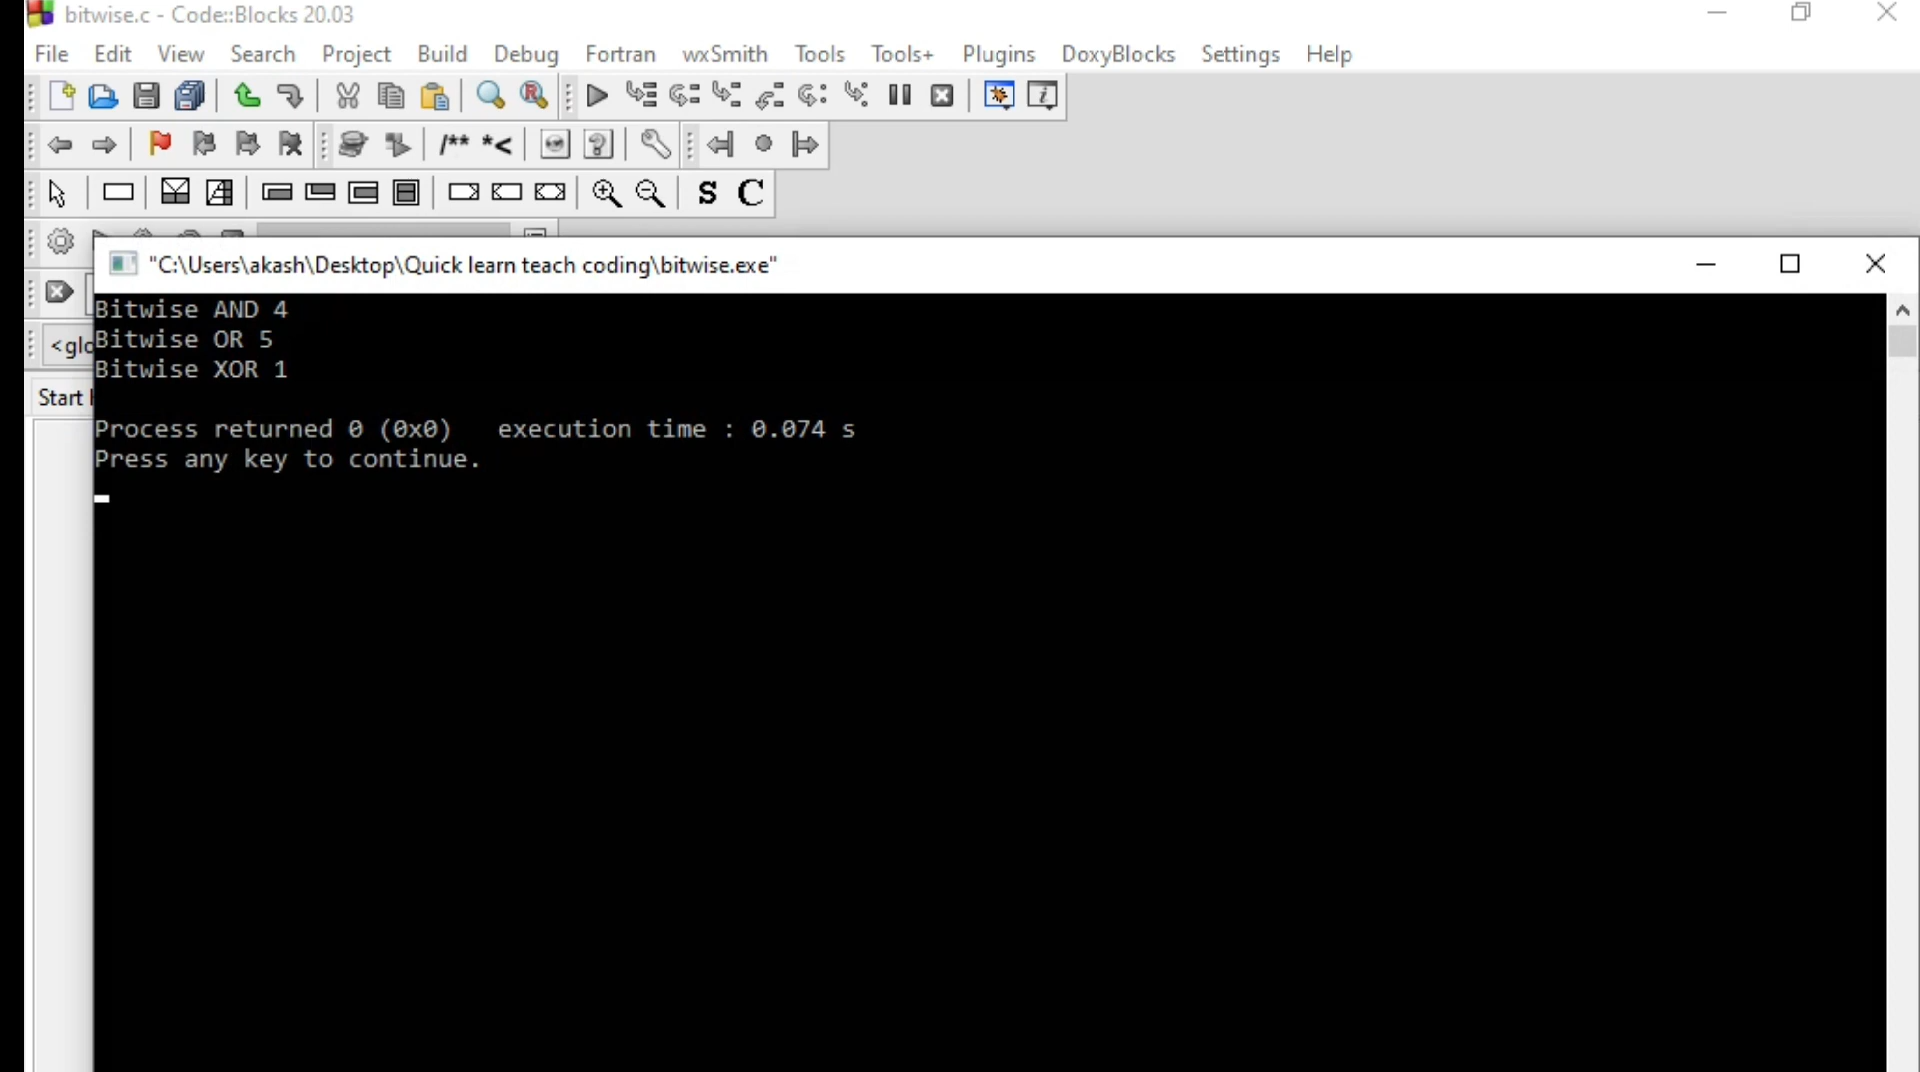 bitwise.c - Code::Blocks 20.03
File Edit View Search Project Build Debug Fortran wxSmith Tools Tools+ Plugins DoxyBlocks Settings Help
/** *<
S C
"C:\Users\akash\Desktop\Quick learn teach coding\bitwise.exe"
Bitwise AND 4
<glo
Bitwise OR 5
Bitwise XOR 1
Start
Process returned 0 (0x0) execution time : 0.074 s
Press any key to continue.